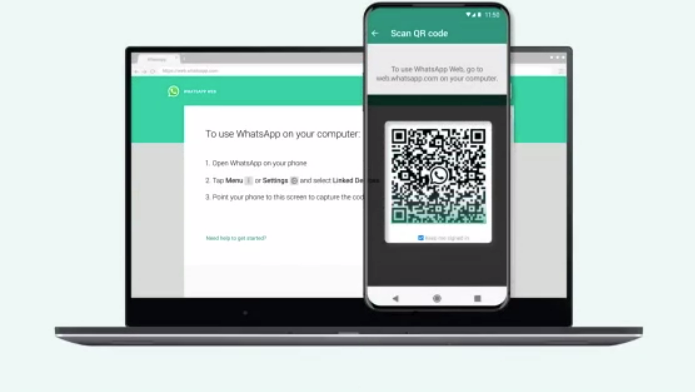 11:50
Scan QR code
To use WhatsApp Web, go to
web.whatsapp.com on your computer.
WhatsApp
https://web.whatsapp.com
WHATSAPP WEB
To use WhatsApp on your computer:
1. Open WhatsApp on your phone
2. Tap Menu or Settings and select Linked De
3. Point your phone to this screen to capture the cod
Need help to get started?
Keep me signed in